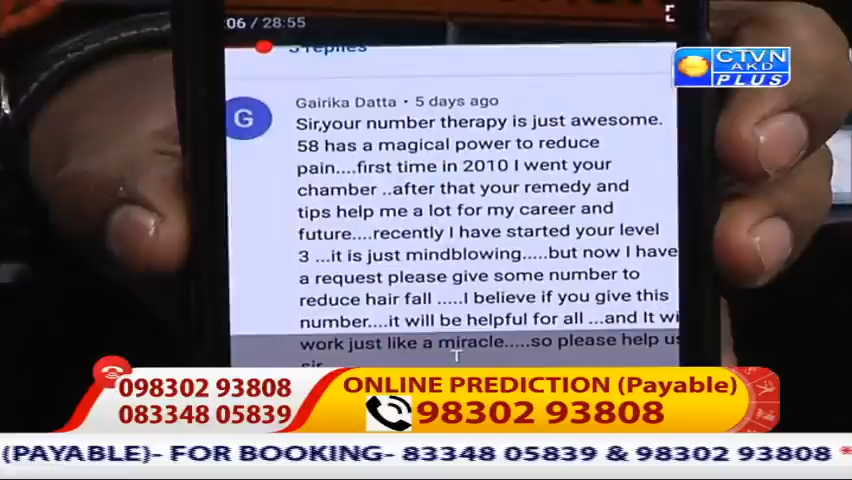 :06 / 28:55
3 replies
CTVN
AKD
PLUS
G
Gairika Datta • 5 days ago
Sir,your number therapy is just awesome.
58 has a magical power to reduce
pain....first time in 2010 I went your
chamber ..after that your remedy and
tips help me a lot for my career and
future....recently I have started your level
3 ...it is just mindblowing.....but now I have
a request please give some number to
reduce hair fall .....I believe if you give this
number....it will be helpful for all ...and It wi
work just like a miracle.....so please help us
sir
098302 93808
083348 05839
ONLINE PREDICTION (Payable)
98302 93808
(PAYABLE)- FOR BOOKING- 83348 05839 & 98302 93808 *